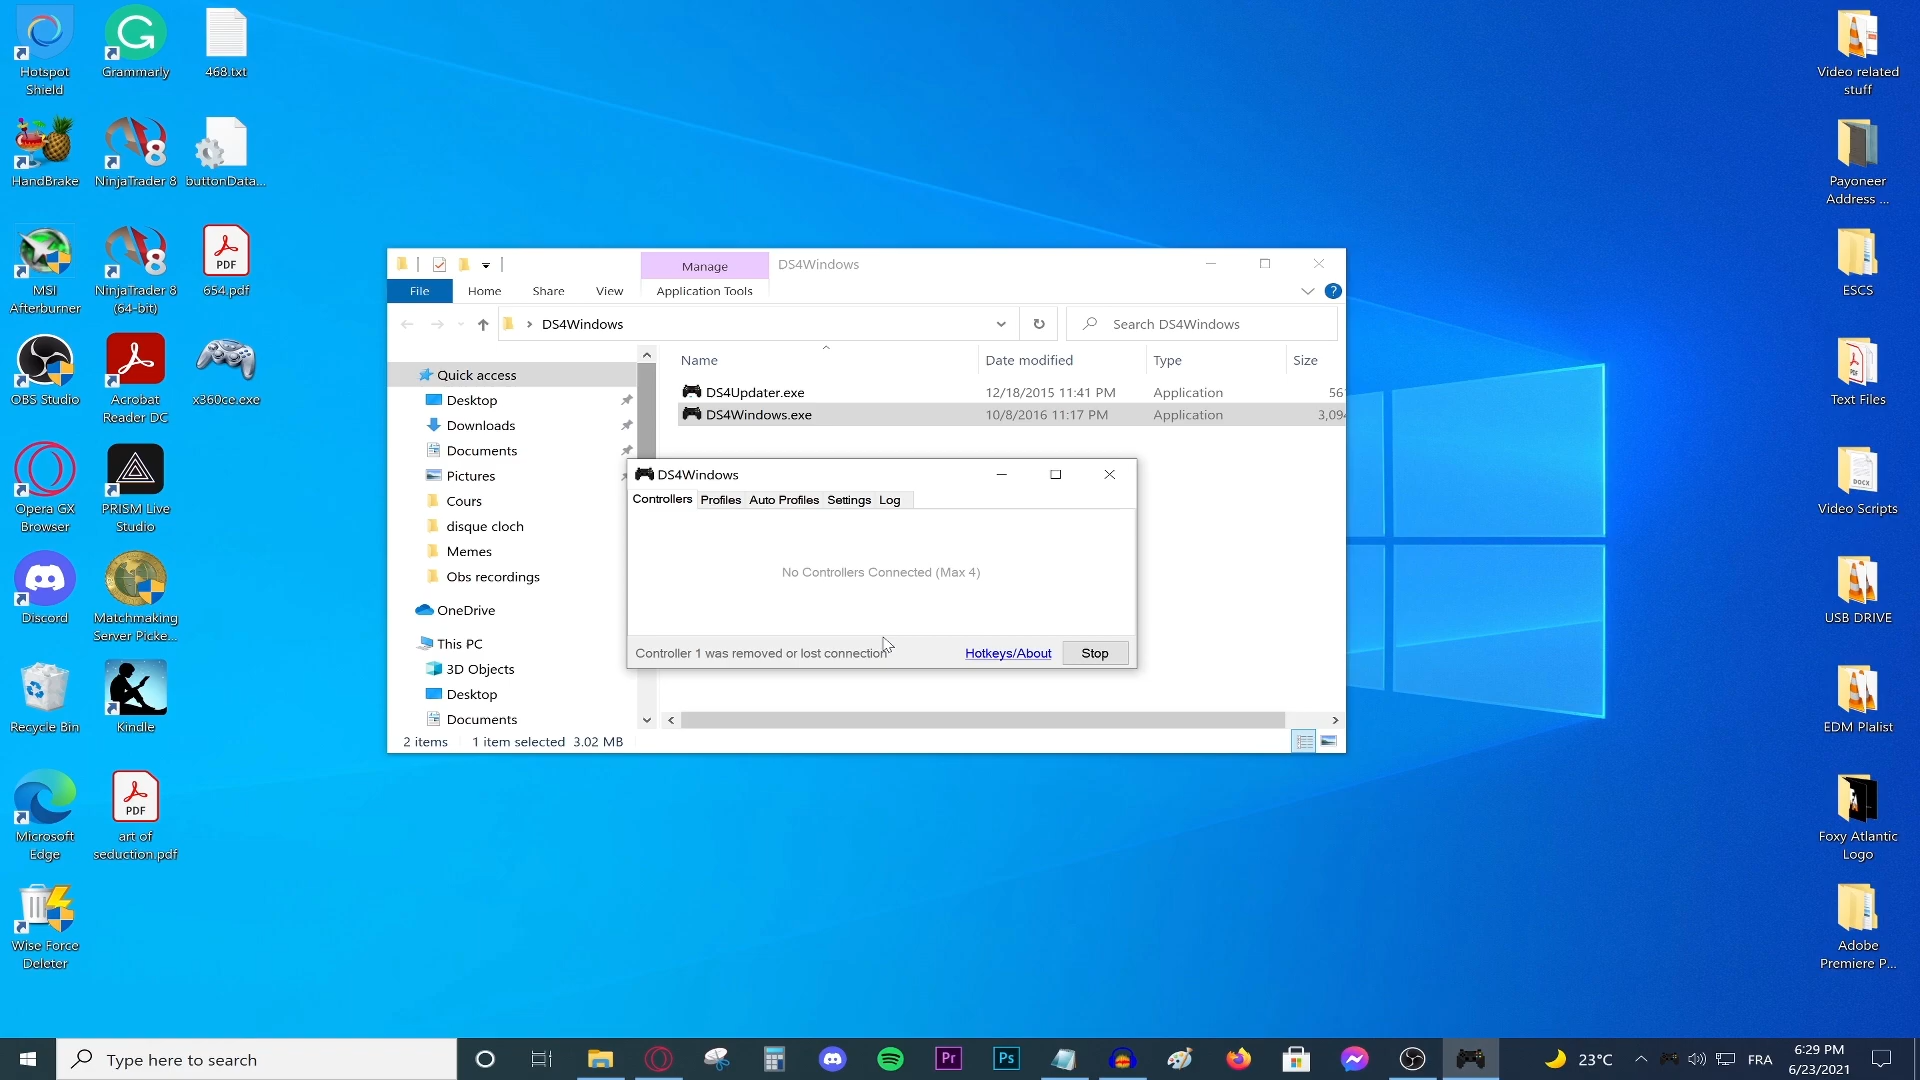 Hotspot
Shield
Grammarly
468.txt
HandBrake
NinjaTrader 8
buttonData...
MSI
Afterburner
NinjaTrader 8
(64-bit)
PDF
654.pdf
OBS Studio
Acrobat
Reader DC
x360ce.exe
Opera GX
Browser
PRISM Live
Studio
Discord
Matchmaking
Server Picke...
Recycle Bin
Kindle
Microsoft
Edge
PDF
art of
seduction.pdf
Wise Force
Deleter
Manage
DS4Windows
File
Home
Share
View
Application Tools
DS4Windows
Search DS4Windows
Name
Date modified
Type
Size
DS4Updater.exe
12/18/2015 11:41 PM
Application
56
DS4Windows.exe
10/8/2016 11:17 PM
Application
3,094
Quick access
Desktop
Downloads
Documents
Pictures
Cours
disque cloch
Memes
Obs recordings
OneDrive
This PC
3D Objects
Desktop
Documents
2 items
1 item selected 3.02 MB
DS4Windows
Controllers
Profiles
Auto Profiles
Settings
Log
No Controllers Connected (Max 4)
Controller 1 was removed or lost connection
Hotkeys/About
Stop
Video related
stuff
Payoneer
Address ...
ESCS
Text Files
DOCX
Video Scripts
USB DRIVE
EDM Plalist
Foxy Atlantic
Logo
Adobe
Premiere P...
Type here to search
Pr
Ps
23°C
FRA
6:29 PM
6/23/2021